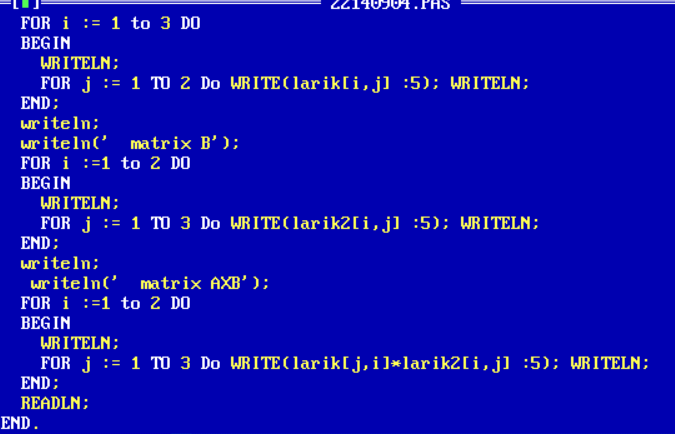 [ ] 22140904.PAS
FOR i := 1 to 3 DO
BEGIN
WRITELN;
FOR j := 1 TO 2 Do WRITE(larik[i,j] :5); WRITELN;
END;
writeln;
writeln('  matrix B');
FOR i :=1 to 2 DO
BEGIN
WRITELN;
FOR j := 1 TO 3 Do WRITE(larik2[i,j] :5); WRITELN;
END;
writeln;
writeln('  matrix AXB');
FOR i :=1 to 2 DO
BEGIN
WRITELN;
FOR j := 1 TO 3 Do WRITE(larik[j,i]*larik2[i,j] :5); WRITELN;
END;
READLN;
END.